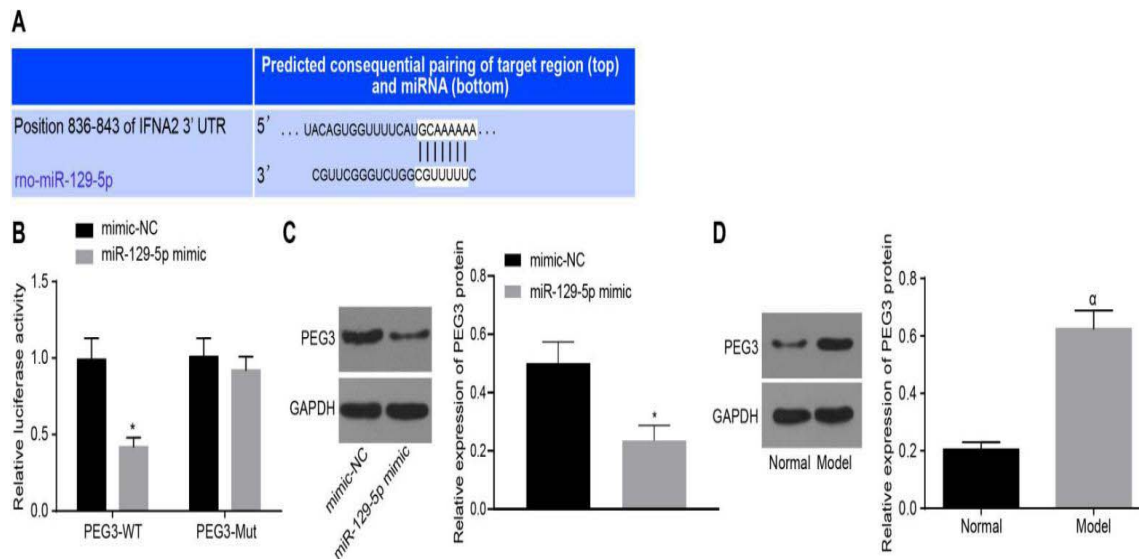 A
Predicted consequential pairing of target region (top)
and miRNA (bottom)
Position 836-843 of IFNA2 3' UTR
5' ... UACAGUGGUUUUCAUGCAAAAAA ...
rno-miR-129-5p
3' CGUUCGGGUCUGGCGUUUUUC
B
mimic-NC
miR-129-5p mimic
Relative luciferase activity
1.5
1.0
0.5
0.0
*
PEG3-WT
PEG3-Mut
C
PEG3
GAPDH
mimic-NC
miR-129-5p mimic
mimic-NC
miR-129-5p mimic
Relative expression of PEG3 protein
0.8
0.6
0.4
0.2
0.0
*
D
PEG3
GAPDH
Normal Model
Relative expression of PEG3 protein
0.8
0.6
0.4
0.2
0.0
α
Normal
Model